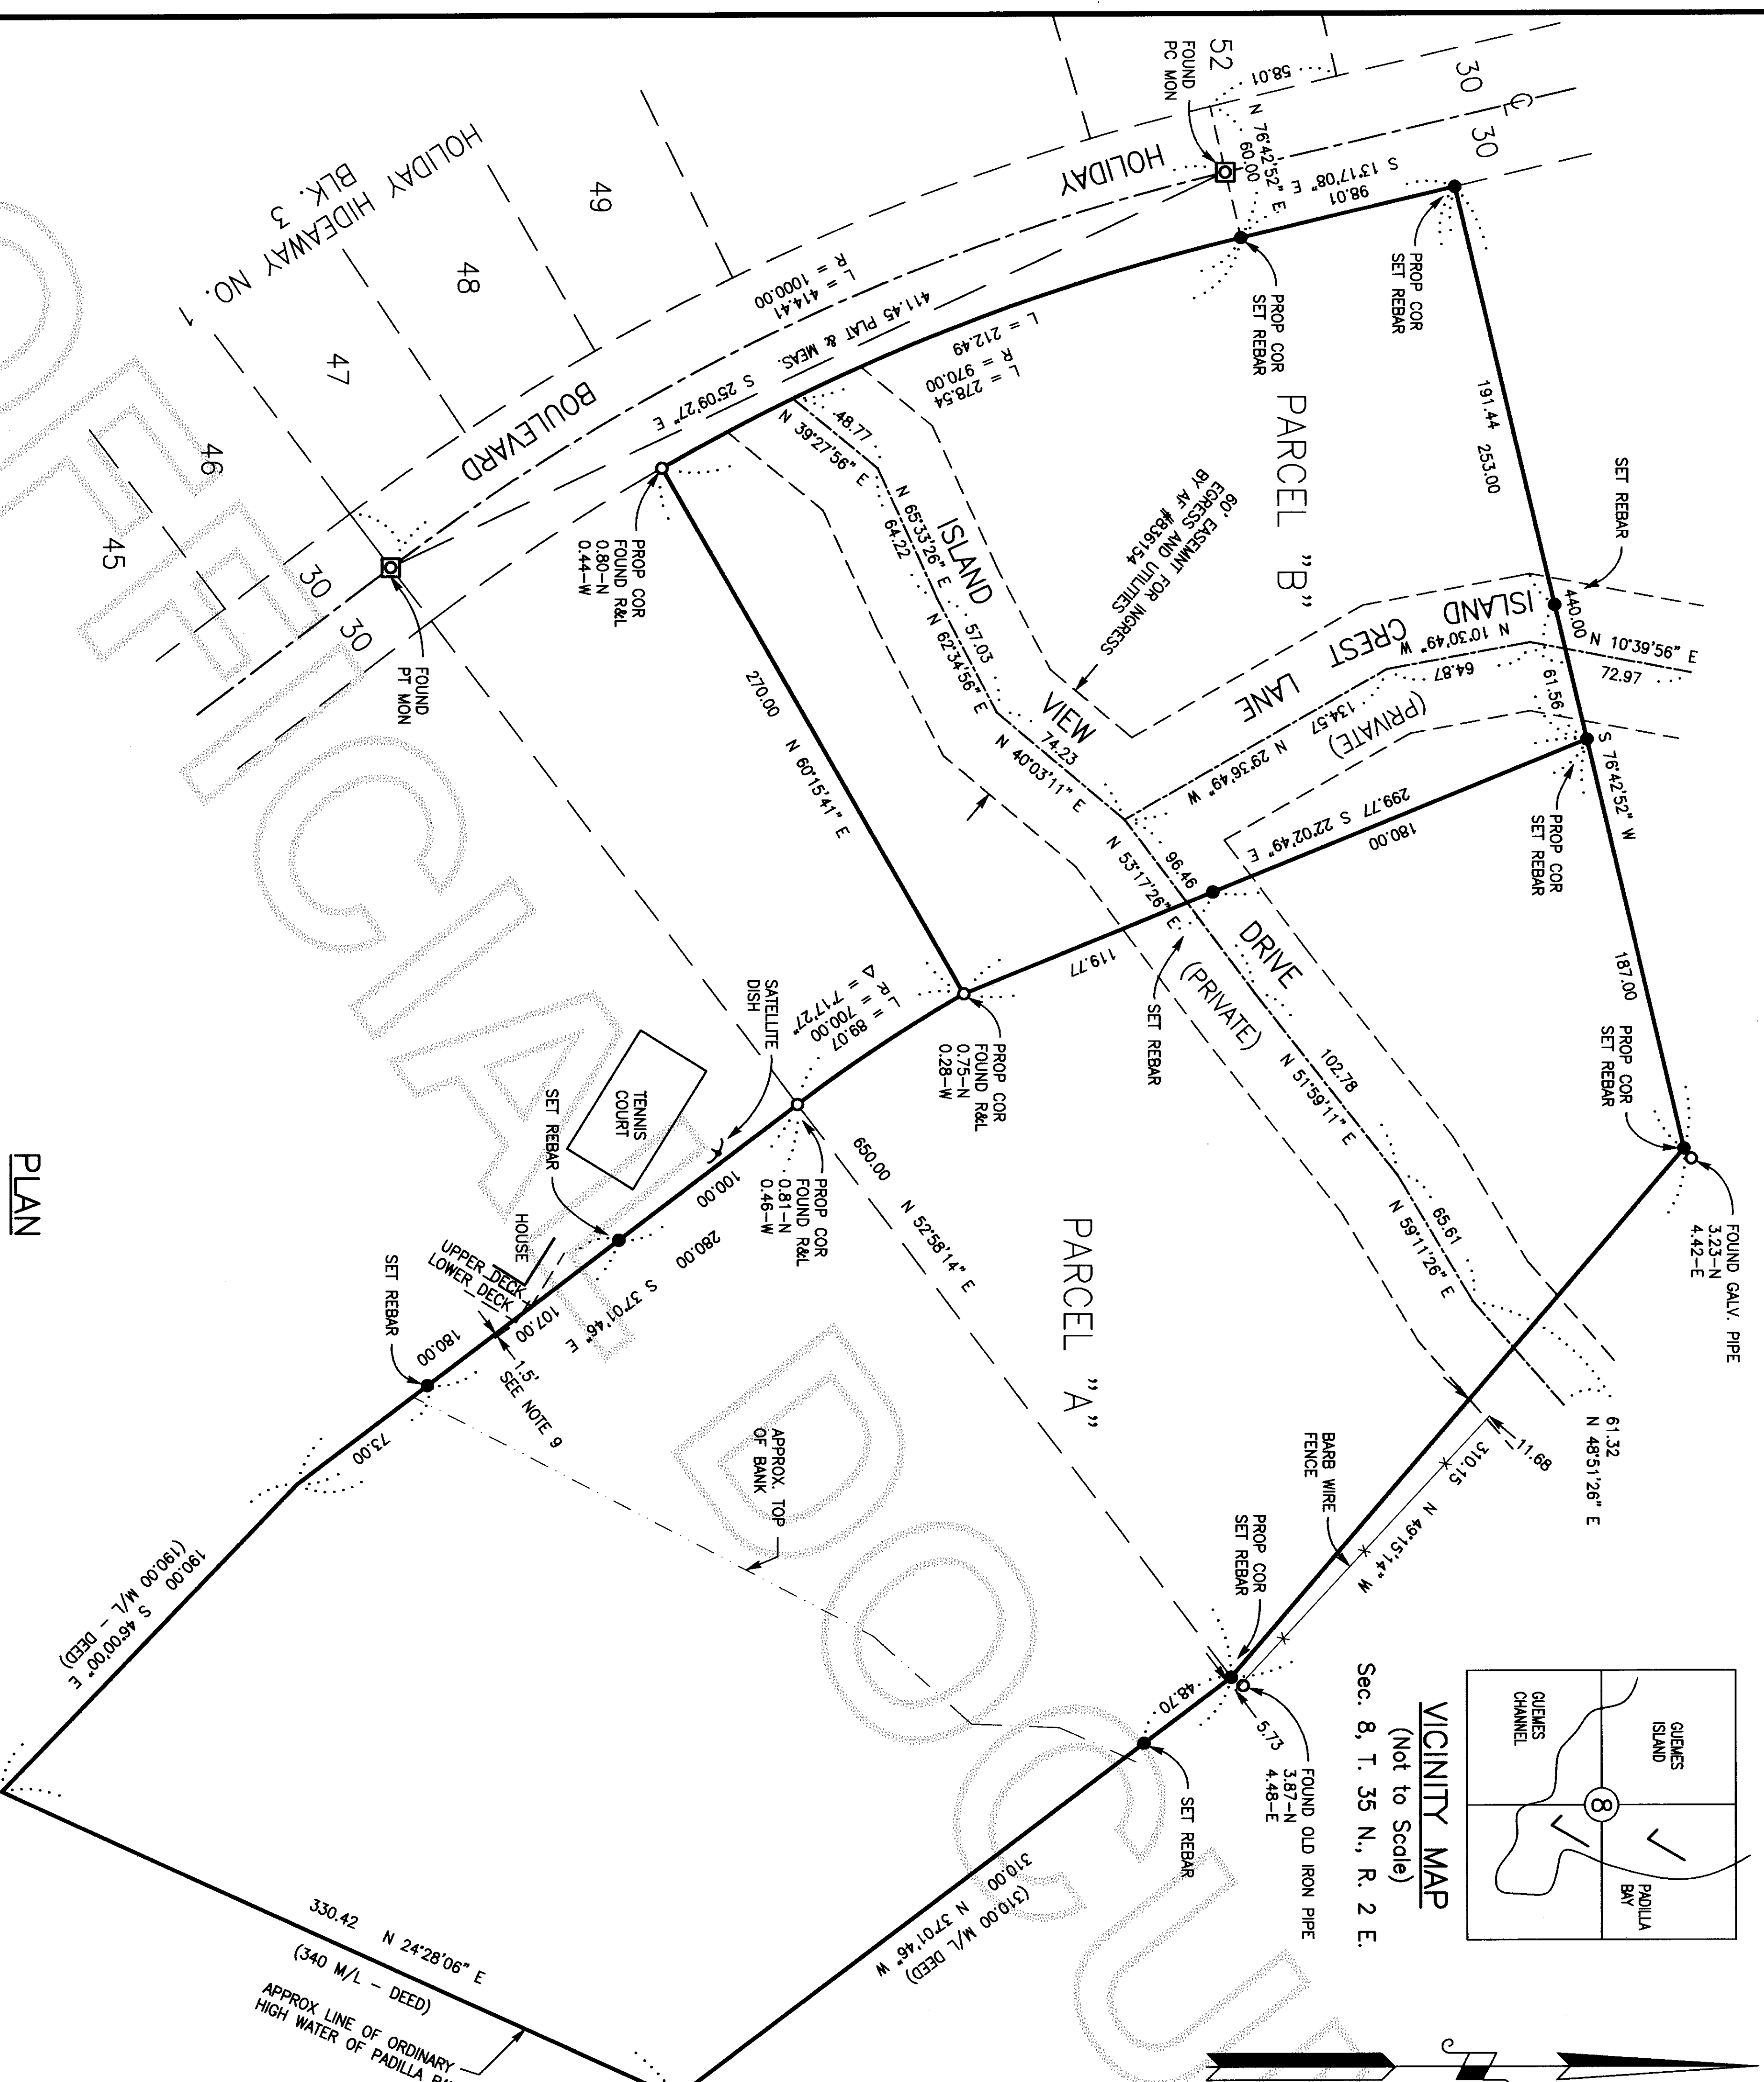 52
FOUND
PC MON
58.01
30
℄
30
N 76°42'52" E
60.00
S 13°17'08" E
98.01
PROP COR
SET REBAR
PROP COR
SET REBAR
HOLIDAY
BOULEVARD
HOLIDAY HIDEAWAY NO. 1
BLK. 3
49
48
47
46
45
30
30
L = 414.41
R = 1000.00
411.45 PLAT & MEAS.
S 25°09'27" E
L = 212.49
R = 970.00
L = 278.54
FOUND
PT MON
PROP COR
FOUND R&L
0.80-N
0.44-W
PARCEL "B"
191.44
253.00
SET REBAR
440.00
N 10°39'56" E
72.97
61.56
S 76°42'52" W
187.00
PROP COR
SET REBAR
60' EASEMENT FOR INGRESS
EGRESS AND UTILITIES
BY AF #836154
ISLAND
CREST
LANE
(PRIVATE)
N 10°30'49" W
64.87
134.57
N 29°36'49" W
ISLAND
VIEW
DRIVE
(PRIVATE)
48.77
N 39°27'56" E
N 65°33'26" E
64.22
57.03
N 62°34'56" E
74.23
N 40°03'11" E
96.46
N 53°17'26" E
102.78
N 51°59'11" E
65.61
N 59°11'26" E
61.32
N 48°51'26" E
299.77 S 22°02'49" E
180.00
119.77
SET REBAR
270.00
N 60°15'41" E
PROP COR
FOUND R&L
0.75-N
0.28-W
L = 89.07
R = 700.00
Δ = 7°17'27"
SATELLITE
DISH
TENNIS
COURT
SET REBAR
HOUSE
UPPER DECK
LOWER DECK
PROP COR
FOUND R&L
0.81-N
0.46-W
650.00
N 52°58'14" E
PARCEL "A"
100.00
280.00
S 37°01'46" E
107.00
1.5'
SEE NOTE 9
180.00
SET REBAR
73.00
APPROX. TOP
OF BANK
PROP COR
SET REBAR
FOUND GALV. PIPE
3.23-N
4.42-E
11.68
310.15
N 49°15'14" W
BARB WIRE
FENCE
PROP COR
SET REBAR
5.73
FOUND OLD IRON PIPE
3.87-N
4.48-E
48.70
SET REBAR
310.00 N 37°01'46" W
(310.00 M/L DEED)
190.00
S 46°00'00" E
(190.00 M/L - DEED)
330.42
N 24°28'06" E
(340 M/L - DEED)
APPROX LINE OF ORDINARY
HIGH WATER OF PADILLA
PLAN
GUEMES
ISLAND
GUEMES
CHANNEL
8
PADILLA
BAY
VICINITY MAP
(Not to Scale)
Sec. 8, T. 35 N., R. 2 E.
OFFICIAL DOCU